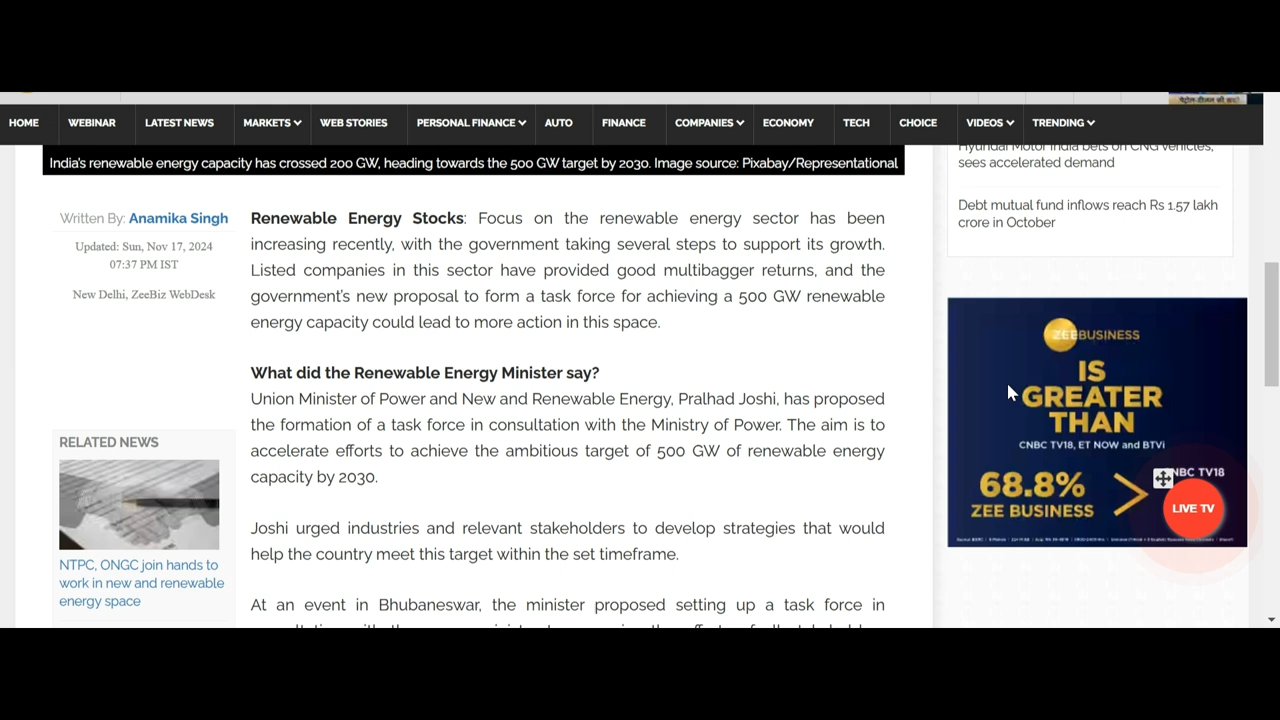 HOME WEBINAR LATEST NEWS MARKETS WEB STORIES PERSONAL FINANCE AUTO FINANCE COMPANIES ECONOMY TECH CHOICE VIDEOS TRENDING
India's renewable energy capacity has crossed 200 GW, heading towards the 500 GW target by 2030. Image source: Pixabay/Representational
Written By: Anamika Singh
Updated: Sun, Nov 17, 2024
07:37 PM IST
New Delhi, ZeeBiz WebDesk
RELATED NEWS
NTPC, ONGC join hands to
work in new and renewable
energy space
Renewable Energy Stocks: Focus on the renewable energy sector has been
increasing recently, with the government taking several steps to support its growth.
Listed companies in this sector have provided good multibagger returns, and the
government's new proposal to form a task force for achieving a 500 GW renewable
energy capacity could lead to more action in this space.
What did the Renewable Energy Minister say?
Union Minister of Power and New and Renewable Energy, Pralhad Joshi, has proposed
the formation of a task force in consultation with the Ministry of Power. The aim is to
accelerate efforts to achieve the ambitious target of 500 GW of renewable energy
capacity by 2030.
Joshi urged industries and relevant stakeholders to develop strategies that would
help the country meet this target within the set timeframe.
At an event in Bhubaneswar, the minister proposed setting up a task force in
Hyundai Motor India bets on CNG vehicles,
sees accelerated demand
Debt mutual fund inflows reach Rs 1.57 lakh
crore in October
ZEEBUSINESS
IS
GREATER
THAN
CNBC TV18, ET NOW and BTVi
68.8%
ZEE BUSINESS
NBC TV18
LIVE TV